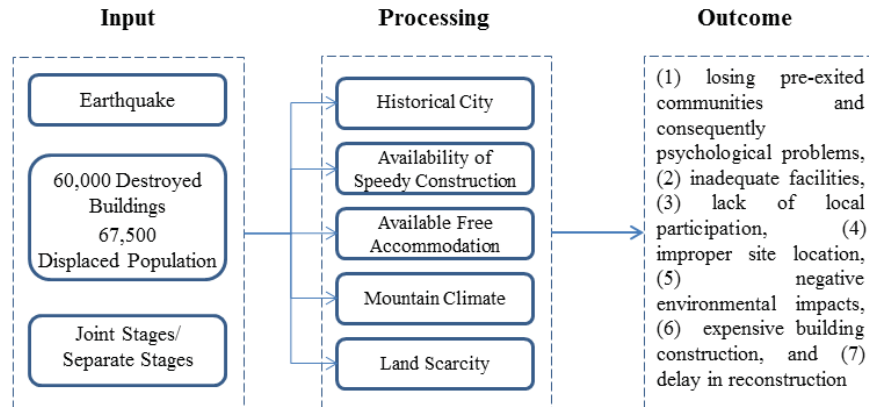 Input
Processing
Outcome
Earthquake
60,000 Destroyed
Buildings
67,500
Displaced Population
Joint Stages/
Separate Stages
Historical City
Availability of
Speedy Construction
Available Free
Accommodation
Mountain Climate
Land Scarcity
(1) losing pre-exited
communities and
consequently
psychological problems,
(2) inadequate facilities,
(3) lack of local
participation, (4)
improper site location,
(5) negative
environmental impacts,
(6) expensive building
construction, and (7)
delay in reconstruction